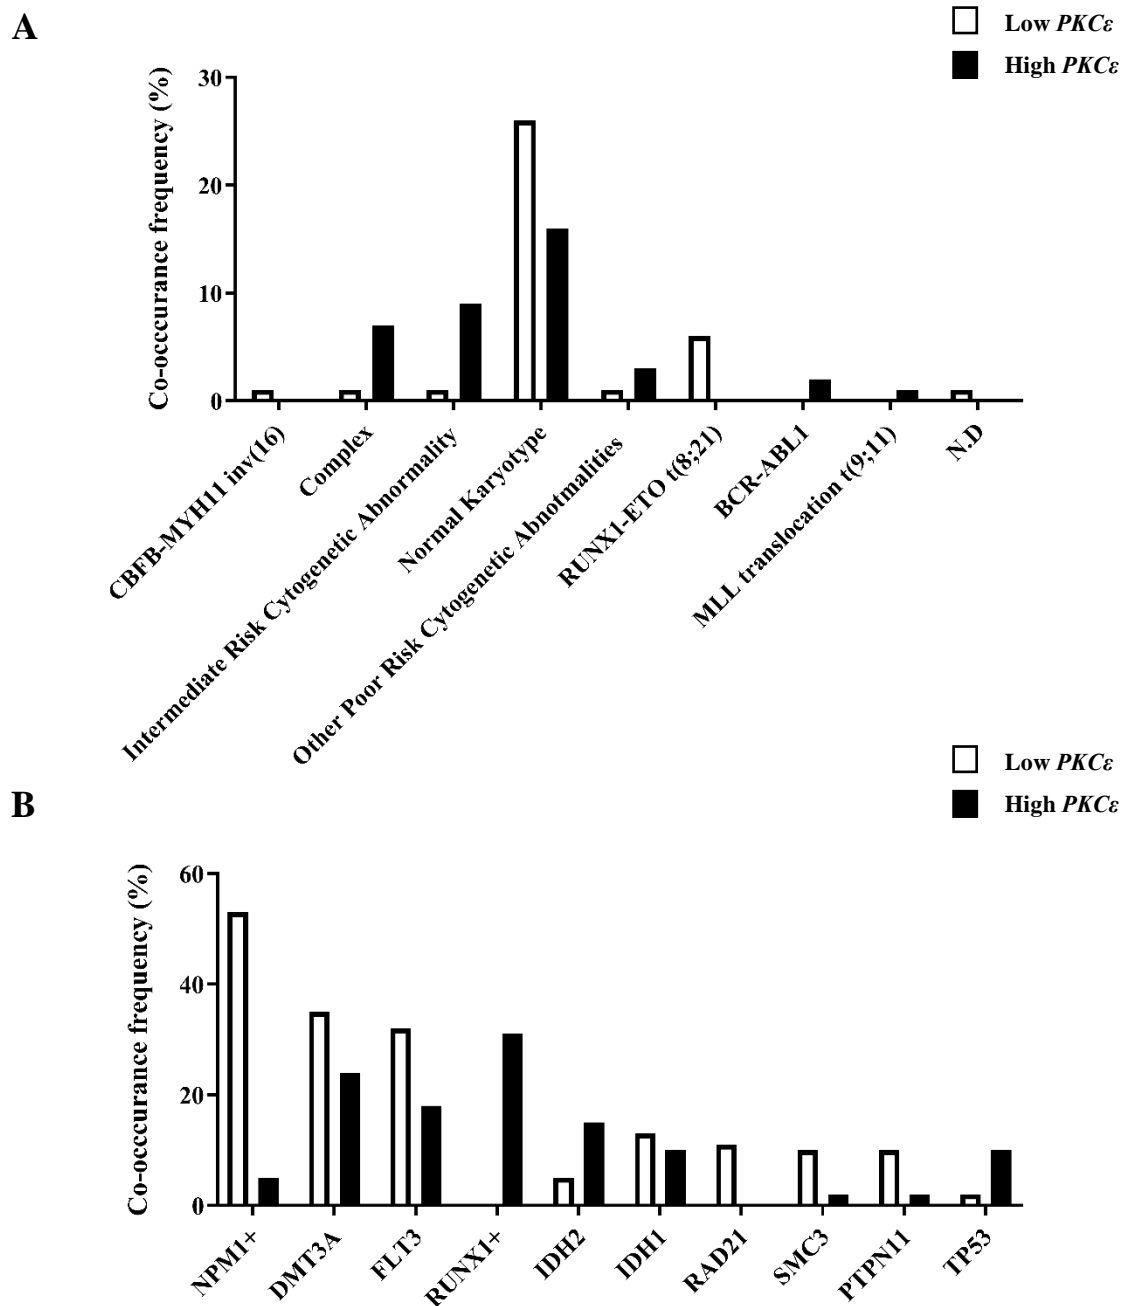 A
Low PKCε
High PKCε
Co-occcurance frequency (%)
30
20
10
0
CBFB-MYH11 inv(16)
Complex
Intermediate Risk Cytogenetic Abnormality
Normal Karyotype
Other Poor Risk Cytogenetic Abnotmalities
RUNX1-ETO t(8;21)
BCR-ABL1
MLL translocation t(9;11)
N.D
B
Low PKCε
High PKCε
Co-occcurance frequency (%)
60
40
20
0
NPM1+
DMT3A
FLT3
RUNX1+
IDH2
IDH1
RAD21
SMC3
PTPN11
TP53